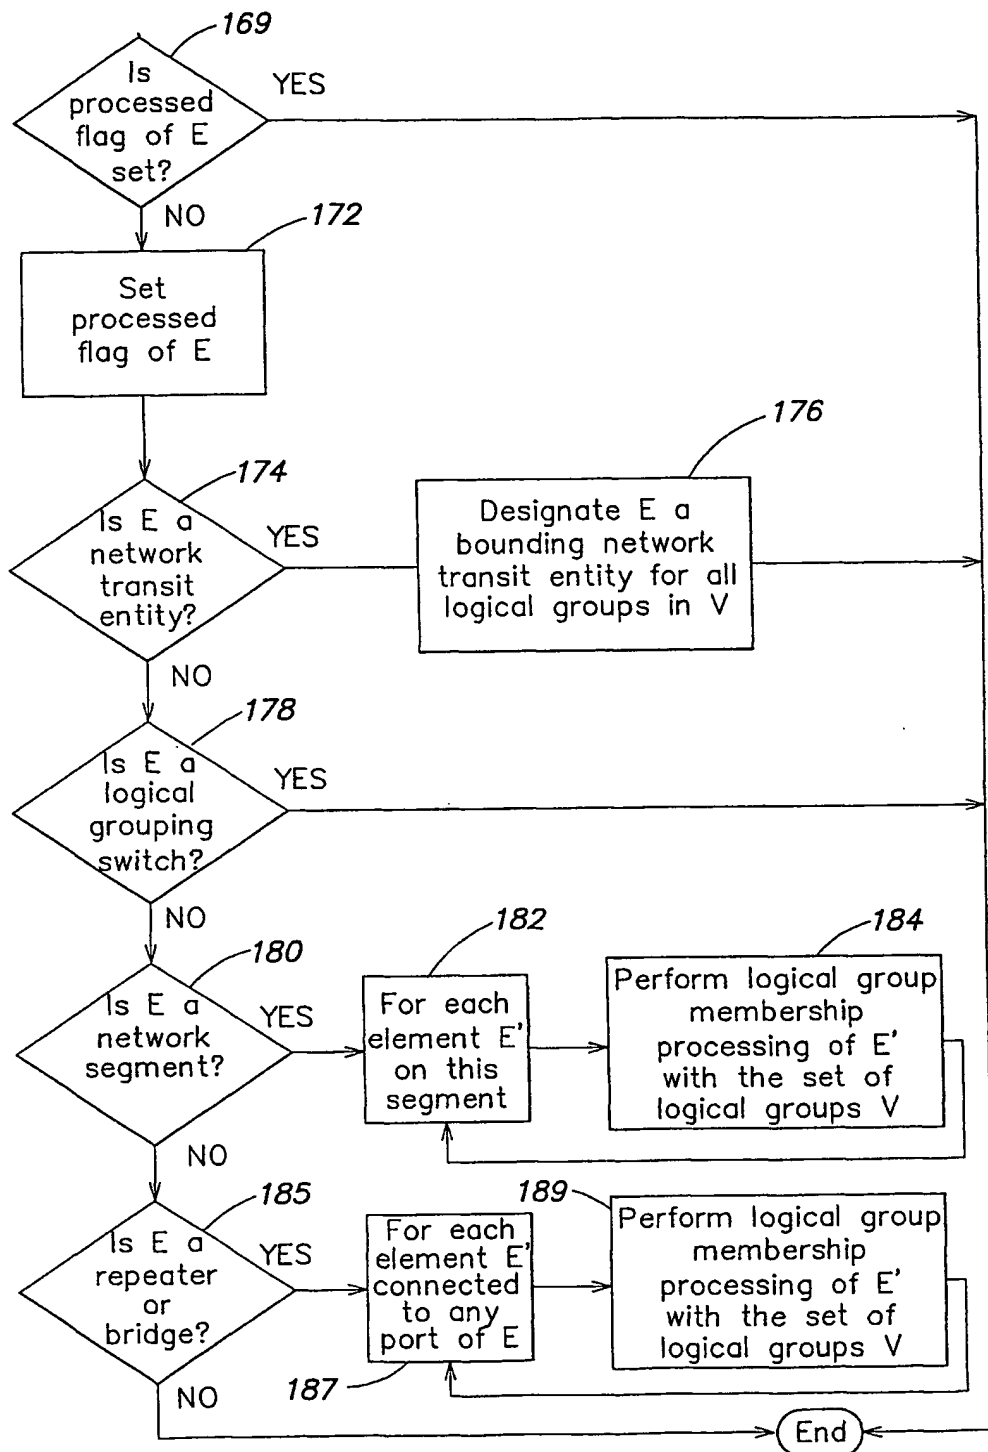 169
Is
processed
flag of E
set?
YES
NO
172
Set
processed
flag of E
174
Is E a
network
transit
entity?
YES
176
Designate E a
bounding network
transit entity for all
logical groups in V
NO
178
Is E a
logical
grouping
switch?
YES
NO
180
Is E a
network
segment?
YES
182
For each
element E'
on this
segment
184
Perform logical group
membership
processing of E'
with the set of
logical groups V
NO
185
Is E a
repeater
or
bridge?
YES
For each
element E'
connected
to any
port of E
187
189
Perform logical group
membership
processing of E'
with the set of
logical groups V
NO
End